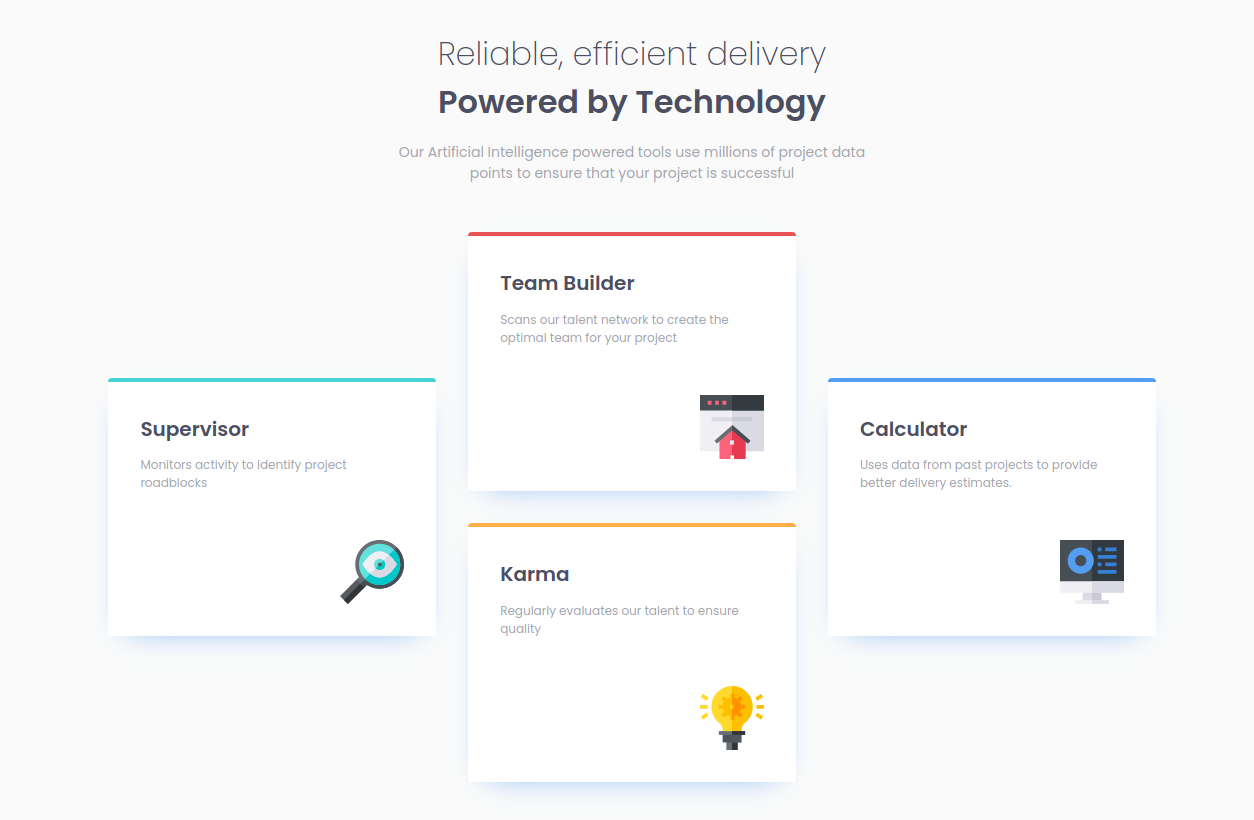 Reliable, efficient delivery
Powered by Technology
Our Artificial Intelligence powered tools use millions of project data
points to ensure that your project is successful
Team Builder
Scans our talent network to create the
optimal team for your project
Supervisor
Monitors activity to identify project
roadblocks
Calculator
Uses data from past projects to provide
better delivery estimates.
Karma
Regularly evaluates our talent to ensure
quality